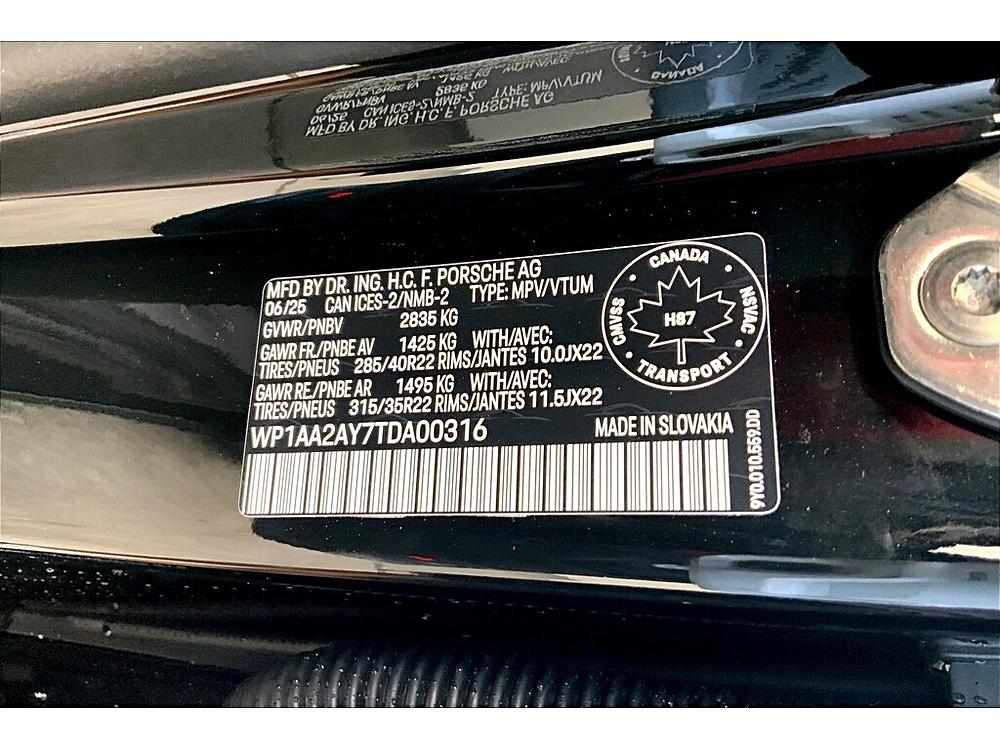 MFD BY DR. ING. H.C. F. PORSCHE AG
06/25 CAN ICES-2/NMB-2 TYPE: MPV/VTUM
GVWR/PNBV 2835 KG
GAWR FR./PNBE AV 1425 KG WITH/AVEC:
TIRES/PNEUS 285/40R22 RIMS/JANTES 10.0JX22
GAWR RE./PNBE AR 1495 KG WITH/AVEC:
TIRES/PNEUS 315/35R22 RIMS/JANTES 11.5JX22
WP1AA2AY7TDA00316 MADE IN SLOVAKIA
CANADA
CMVSS
H87
NSVAC
TRANSPORT
9Y0.010.559.DD